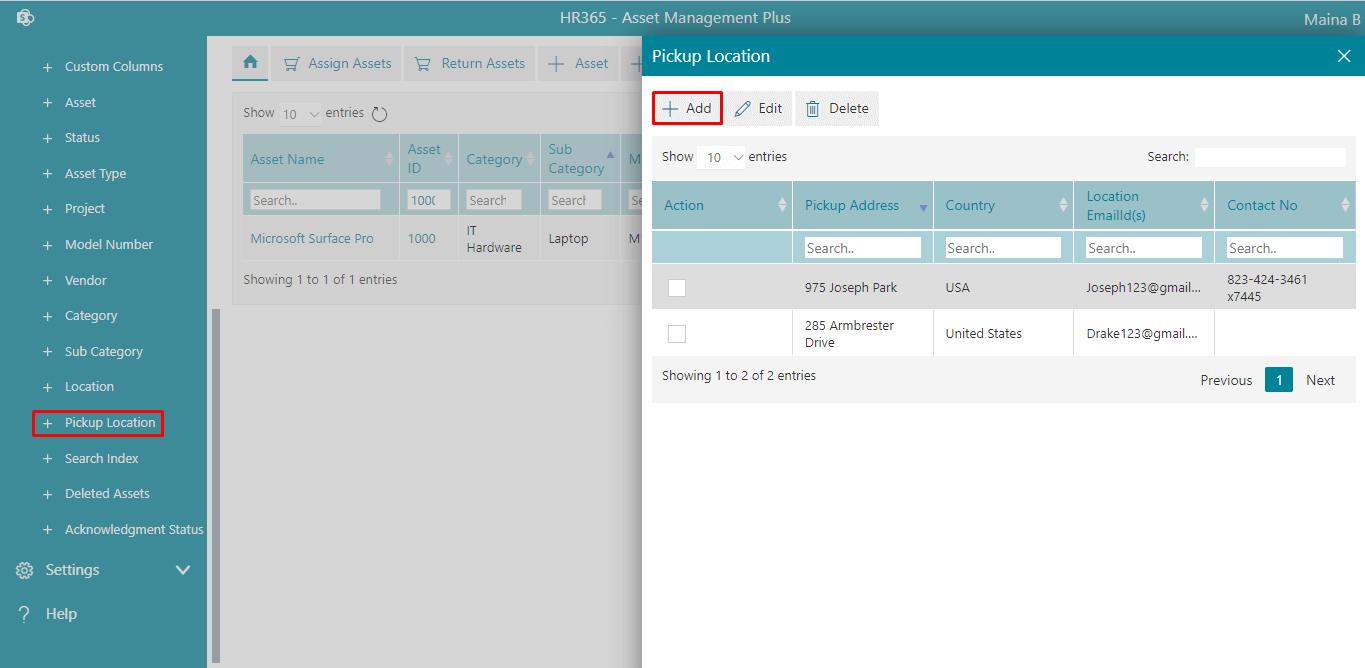 HR365 - Asset Management Plus
Maina B
+ Custom Columns
+ Asset
+ Status
+ Asset Type
+ Project
+ Model Number
+ Vendor
+ Category
+ Sub Category
+ Location
+ Pickup Location
+ Search Index
+ Deleted Assets
+ Acknowledgment Status
Settings
? Help
Assign Assets
Return Assets
+ Asset
Show 10 entries
Asset Name
Asset
ID
Category
Sub
Category
Search..
Search
Search
Microsoft Surface Pro
1000
IT
Hardware
Laptop
Showing 1 to 1 of 1 entries
Pickup Location
+ Add
Edit
Delete
Show 10 entries
Search:
Action
Pickup Address
Country
Location
EmailId(s)
Contact No
Search..
Search..
Search..
Search..
975 Joseph Park
USA
Joseph123@gmail...
823-424-3461
x7445
285 Armbrester
Drive
United States
Drake123@gmail....
Showing 1 to 2 of 2 entries
Previous 1 Next